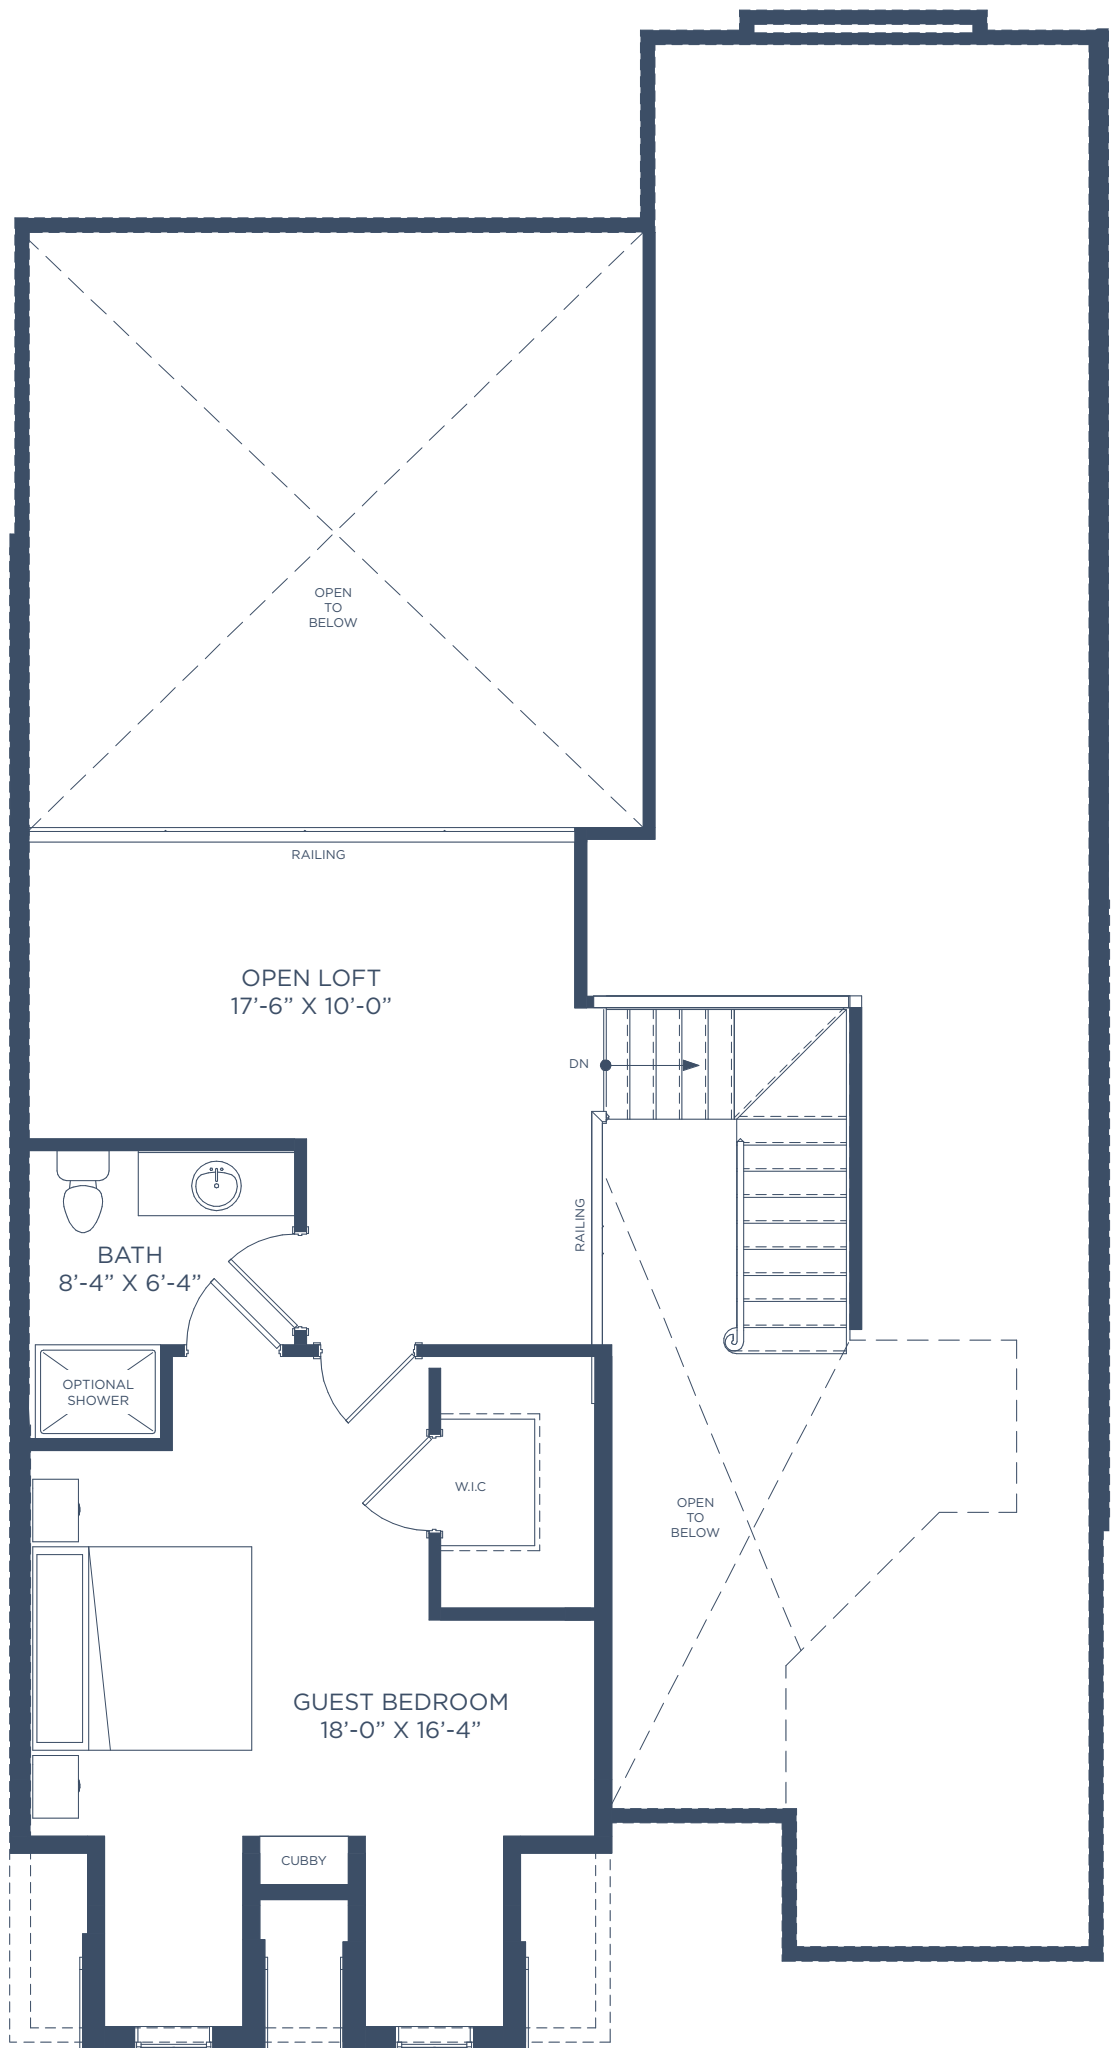 OPEN
TO
BELOW
RAILING
OPEN LOFT
17’-6” X 10’-0”
DN
RAILING
BATH
8’-4” X 6’-4”
OPTIONAL
SHOWER
W.I.C
OPEN
TO
BELOW
GUEST BEDROOM
18’-0” X 16’-4”
CUBBY